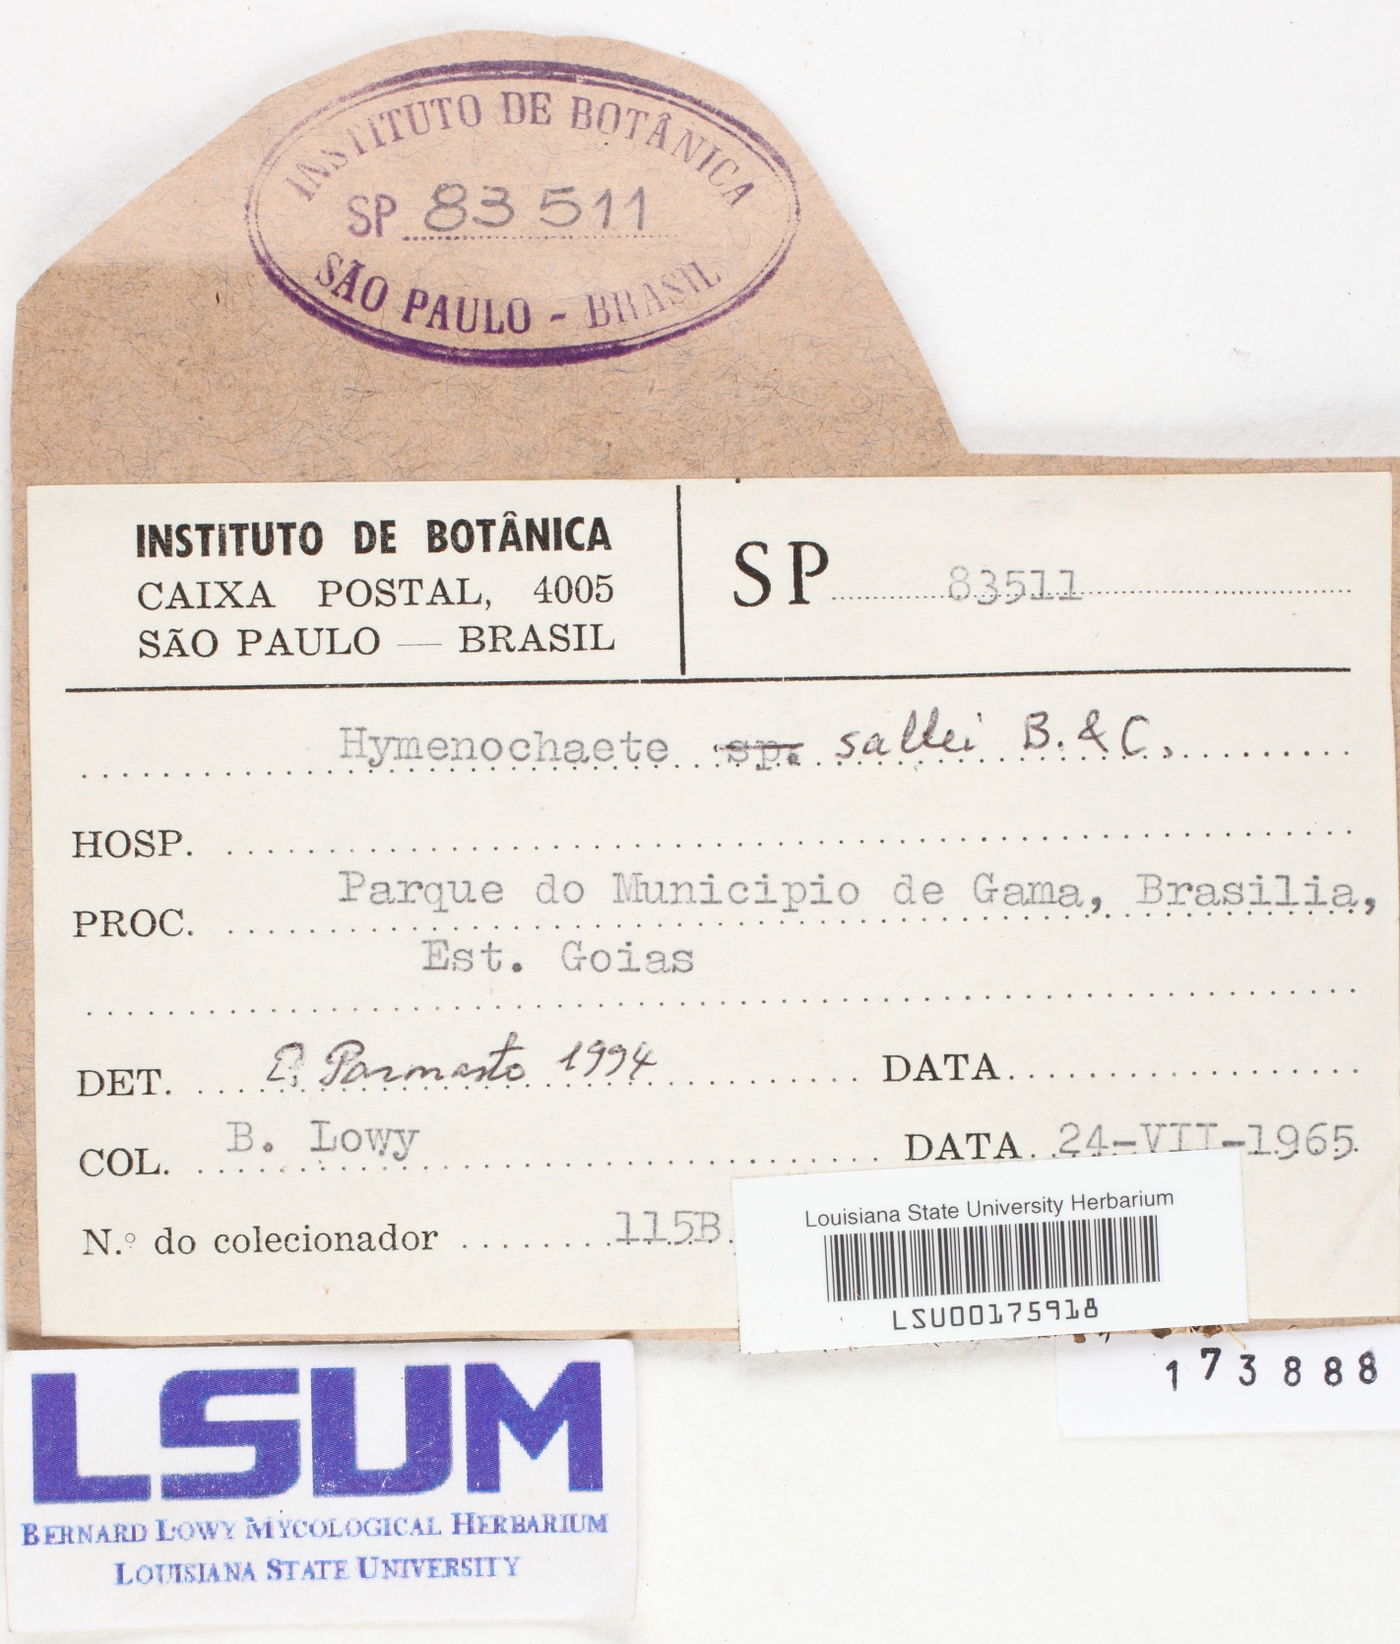 INSTITUTO DE BOTÂNICA
SP 83511
SÃO PAULO - BRASIL
INSTITUTO DE BOTÂNICA
CAIXA POSTAL, 4005
SÃO PAULO — BRASIL
SP 83511
Hymenochaete sp. sallei B. & C.
HOSP.
PROC. Parque do Municipio de Gama, Brasilia,
Est. Goias
DET. E. Parmasto 1994 DATA
COL. B. Lowy DATA 24-VII-1965
N.º do colecionador 115B
Louisiana State University Herbarium
LSU00175918
173888
LSUM
BERNARD LOWY MYCOLOGICAL HERBARIUM
LOUISIANA STATE UNIVERSITY